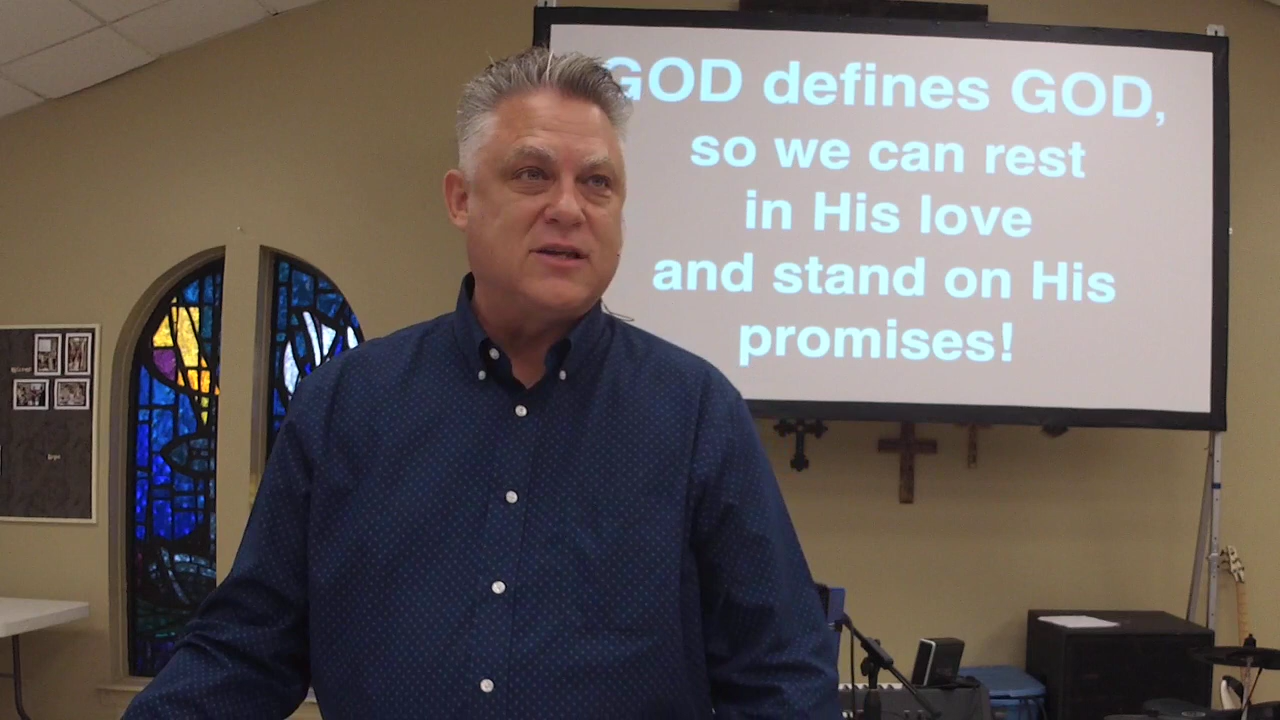 GOD defines GOD,
so we can rest
in His love
and stand on His
promises!